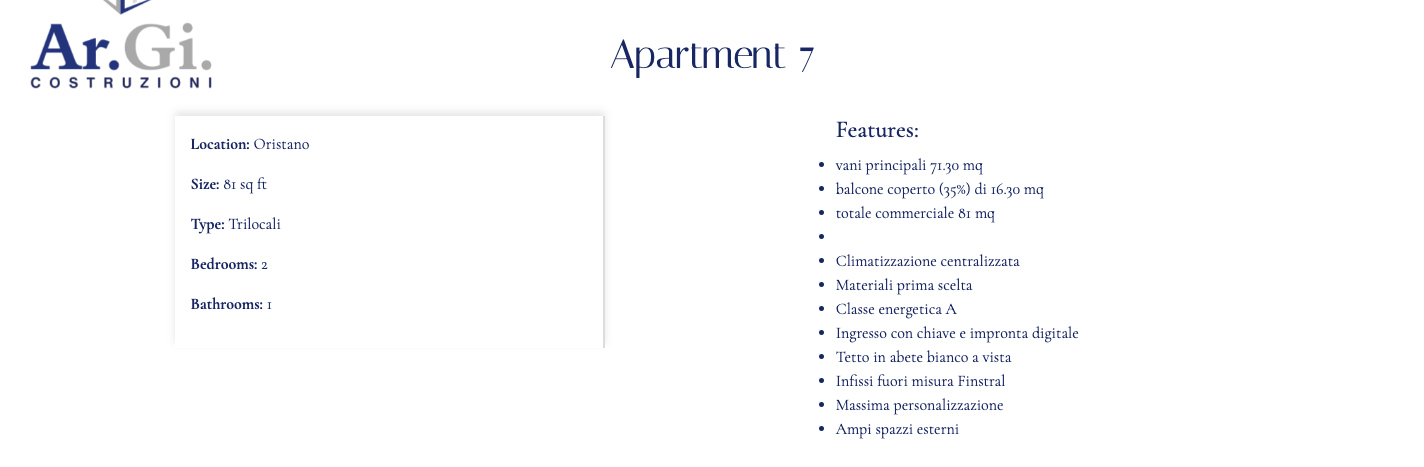 Ar.Gi.
COSTRUZIONI
Apartment 7
Location: Oristano
Size: 81 sq ft
Type: Trilocali
Bedrooms: 2
Bathrooms: 1
Features:
vani principali 71.30 mq
balcone coperto (35%) di 16.30 mq
totale commerciale 81 mq
Climatizzazione centralizzata
Materiali prima scelta
Classe energetica A
Ingresso con chiave e impronta digitale
Tetto in abete bianco a vista
Infissi fuori misura Finstral
Massima personalizzazione
Ampi spazzi esterni